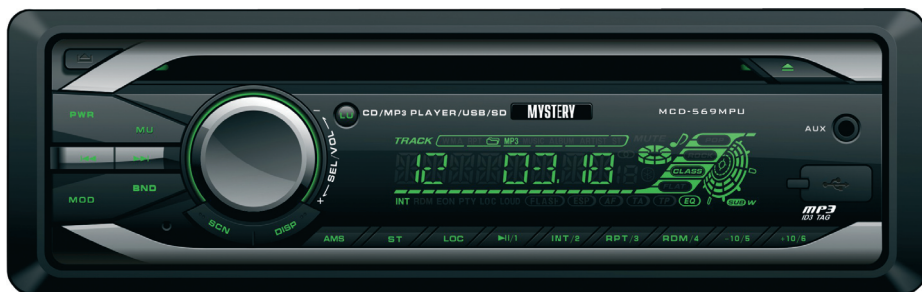 PWR
MU
MOD
BND
SCN
DISP
− SEL/VOL +
LO
CD/MP3 PLAYER/USB/SD
MYSTERY
MCD-569MPU
AUX
TRACK MP3 MUTE
12 03.18
CLASS
FLAT
INT RDM EON PTY LOC LOUD FLASH ESP AF TA TP EQ
SUB W
MP3
ID3 TAG
AMS ST LOC ▶II/1 INT/2 RPT/3 RDM/4 -10/5 +10/6